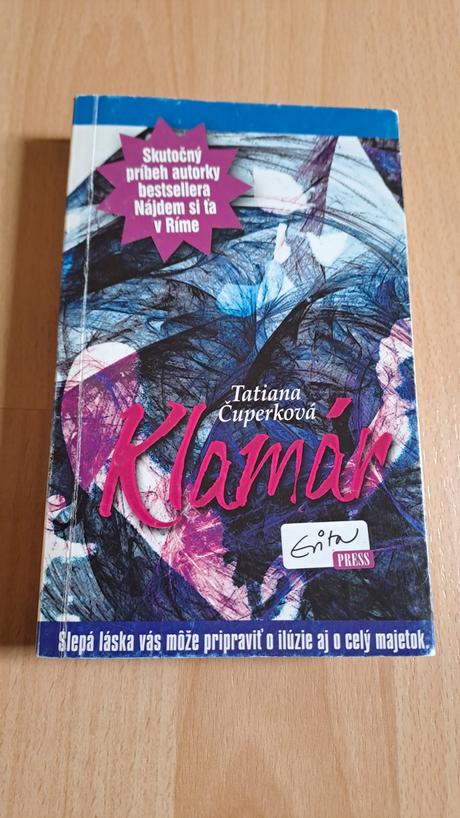 Skutočný
príbeh autorky
bestsellera
Nájdem si ťa
v Ríme
Tatiana
Čuperková
Klamár
Evita
PRESS
Slepá láska vás môže pripraviť o ilúzie aj o celý majetok